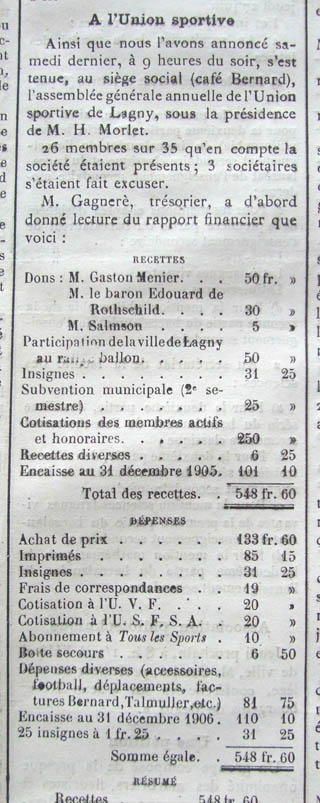 A l'Union sportive
Ainsi que nous l'avons annoncé sa-
medi dernier, à 9 heures du soir, s'est
tenue, au siège social (café Bernard),
l'assemblée générale annuelle de l'Union
sportive de Lagny, sous la présidence
de M. H. Morlet.
26 membres sur 35 qu'en compte la
société étaient présents ; 3 sociétaires
s'étaient fait excuser.
M. Gagnerè, trésorier, a d'abord
donné lecture du rapport financier que
voici :
RECETTES
Dons : M. Gaston Menier. . . 50 fr. »
M. le baron Edouard de
Rothschild. . . . 30 »
M. Salmson . . . . 5 »
Participation de la ville de Lagny
au ballon. . . . . 50 »
Insignes . . . . . . . 31 25
Subvention municipale (2e se-
mestre) . . . . . . 25 »
Cotisations des membres actifs
et honoraires. . . . . 250 »
Recettes diverses . . . . 6 25
Encaisse au 31 décembre 1905. 101 10
Total des recettes. . 548 fr. 60
DÉPENSES
Achat de prix . . . . . 133 fr. 60
Imprimés . . . . . . 85 15
Insignes . . . . . . . 31 25
Frais de correspondances . . 19 »
Cotisation à l'U. V. F. . . . 20 »
Cotisation à l'U. S. F. S. A. . 20 »
Abonnement à Tous les Sports . 10 »
Boîte secours . . . . . 6 50
Dépenses diverses (accessoires,
football, déplacements, fac-
tures Bernard, Talmuller, etc.) 81 75
Encaisse au 31 décembre 1906. 110 10
25 insignes à 1 fr. 25 . . . . 31 25
Somme égale. . 548 fr. 60
RÉSUMÉ
Recettes . . . . 548 fr. 60